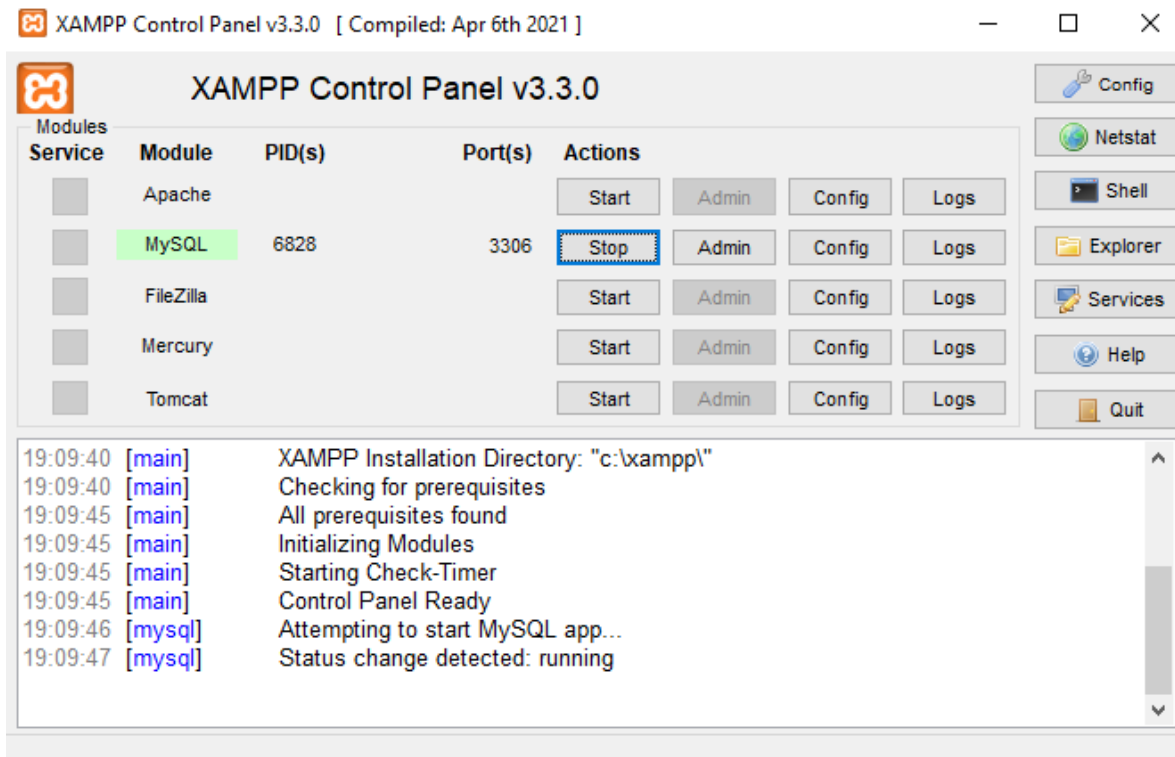 XAMPP Control Panel v3.3.0 [ Compiled: Apr 6th 2021 ]
XAMPP Control Panel v3.3.0
Config
Modules
Service Module PID(s) Port(s) Actions
Netstat
Apache Start Admin Config Logs
Shell
MySQL 6828 3306 Stop Admin Config Logs
Explorer
FileZilla Start Admin Config Logs
Services
Mercury Start Admin Config Logs
Help
Tomcat Start Admin Config Logs
Quit
19:09:40 [main] XAMPP Installation Directory: "c:\xampp\"
19:09:40 [main] Checking for prerequisites
19:09:45 [main] All prerequisites found
19:09:45 [main] Initializing Modules
19:09:45 [main] Starting Check-Timer
19:09:45 [main] Control Panel Ready
19:09:46 [mysql] Attempting to start MySQL app...
19:09:47 [mysql] Status change detected: running